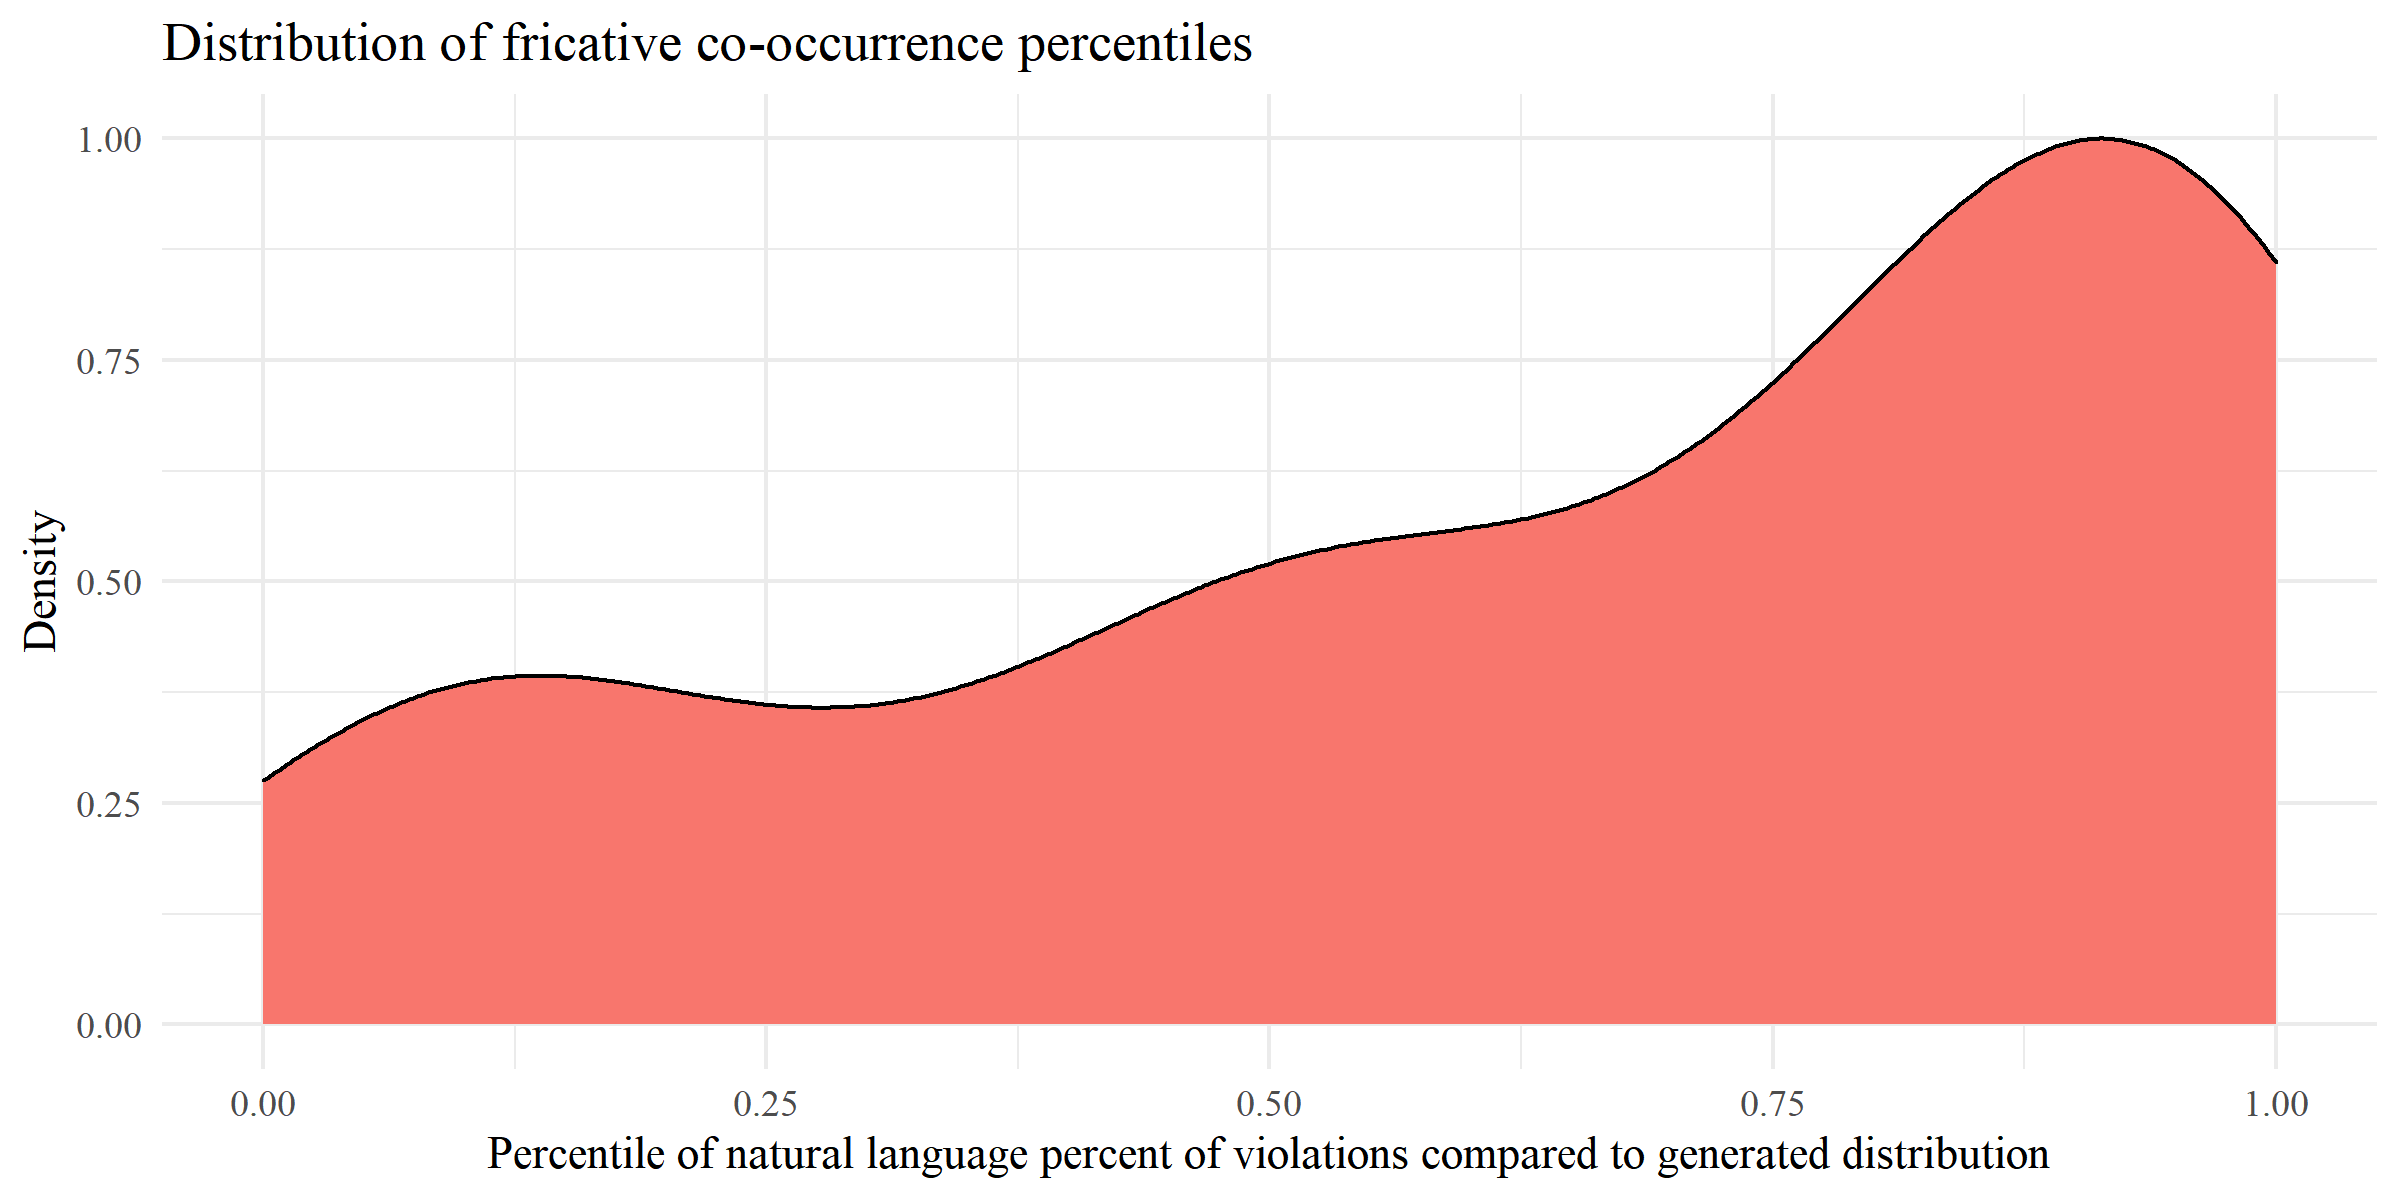 Distribution of fricative co-occurrence percentiles
Density
1.00
0.75
0.50
0.25
0.00
0.00 0.25 0.50 0.75 1.00
Percentile of natural language percent of violations compared to generated distribution